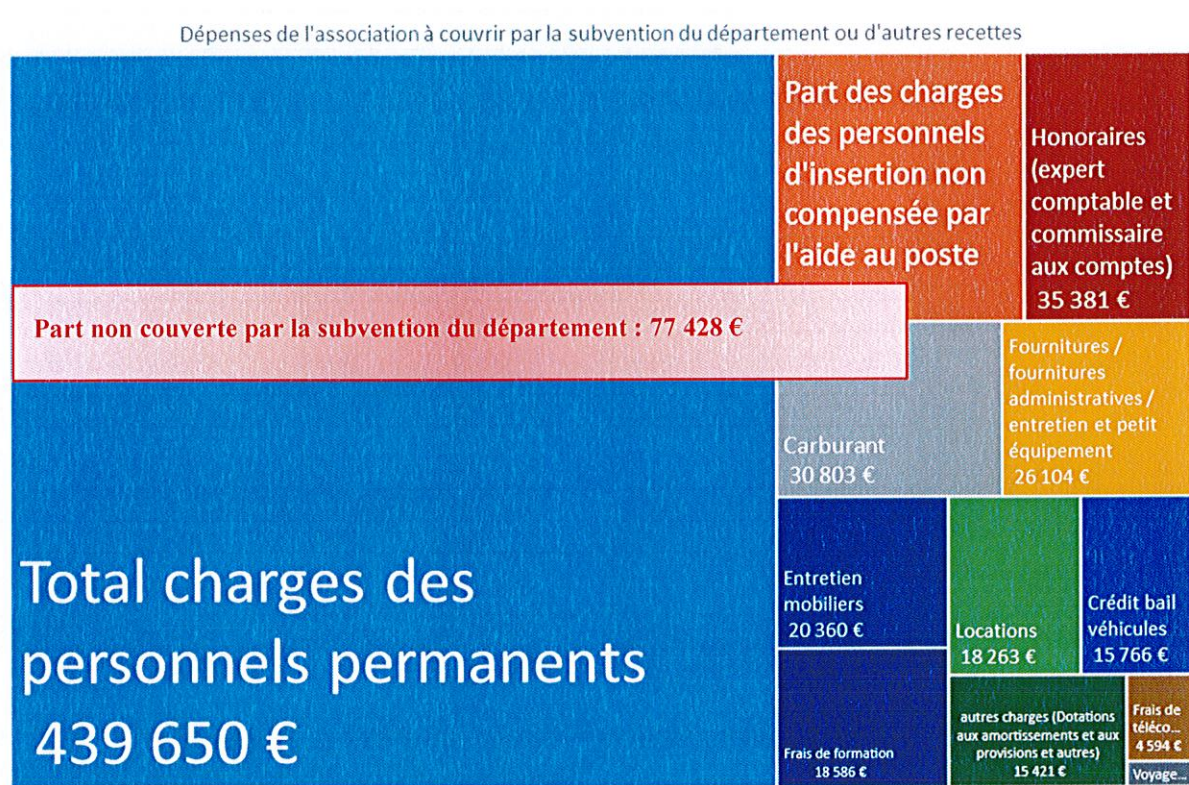 Dépenses de l'association à couvrir par la subvention du département ou d'autres recettes
Part des charges
des personnels
d'insertion non
compensée par
l'aide au poste
Honoraires
(expert
comptable et
commissaire
aux comptes)
35 381 €
Part non couverte par la subvention du département : 77 428 €
Carburant
30 803 €
Fournitures /
fournitures
administratives /
entretien et petit
équipement
26 104 €
Total charges des
personnels permanents
439 650 €
Entretien
mobiliers
20 360 €
Locations
18 263 €
Crédit bail
véhicules
15 766 €
Frais de formation
18 586 €
autres charges (Dotations
aux amortissements et aux
provisions et autres)
15 421 €
Frais de
téléco...
4 594 €
Voyage...